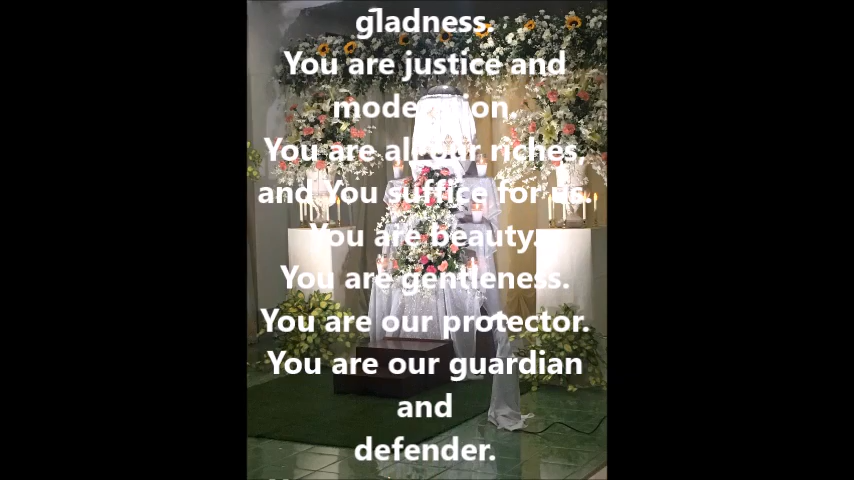 gladness.
You are justice and
moderation.
You are all our riches,
and You suffice for us.
You are beauty.
You are gentleness.
You are our protector.
You are our guardian
and
defender.